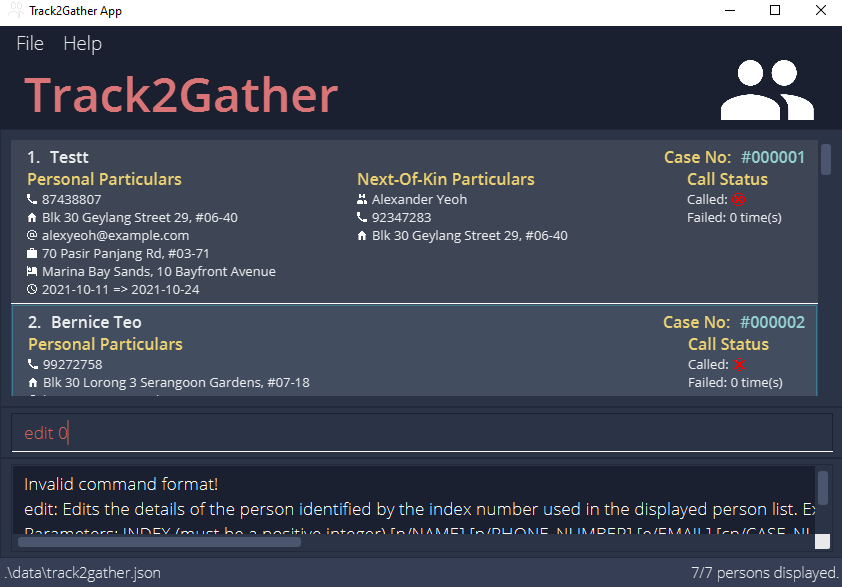 Track2Gather App
File Help
Track2Gather
1. Testt
Case No: #000001
Personal Particulars
Next-Of-Kin Particulars
Call Status
87438807
Alexander Yeoh
Called:
Blk 30 Geylang Street 29, #06-40
92347283
Failed: 0 time(s)
alexyeoh@example.com
Blk 30 Geylang Street 29, #06-40
70 Pasir Panjang Rd, #03-71
Marina Bay Sands, 10 Bayfront Avenue
2021-10-11 => 2021-10-24
2. Bernice Teo
Case No: #000002
Personal Particulars
Call Status
99272758
Called:
Blk 30 Lorong 3 Serangoon Gardens, #07-18
Failed: 0 time(s)
edit 0
Invalid command format!
edit: Edits the details of the person identified by the index number used in the displayed person list. Ex
Parameters: INDEX (must be a positive integer) [n/NAME] [p/PHONE_NUMBER] [e/EMAIL] [cn/CASE_NU
.\data\track2gather.json
7/7 persons displayed.